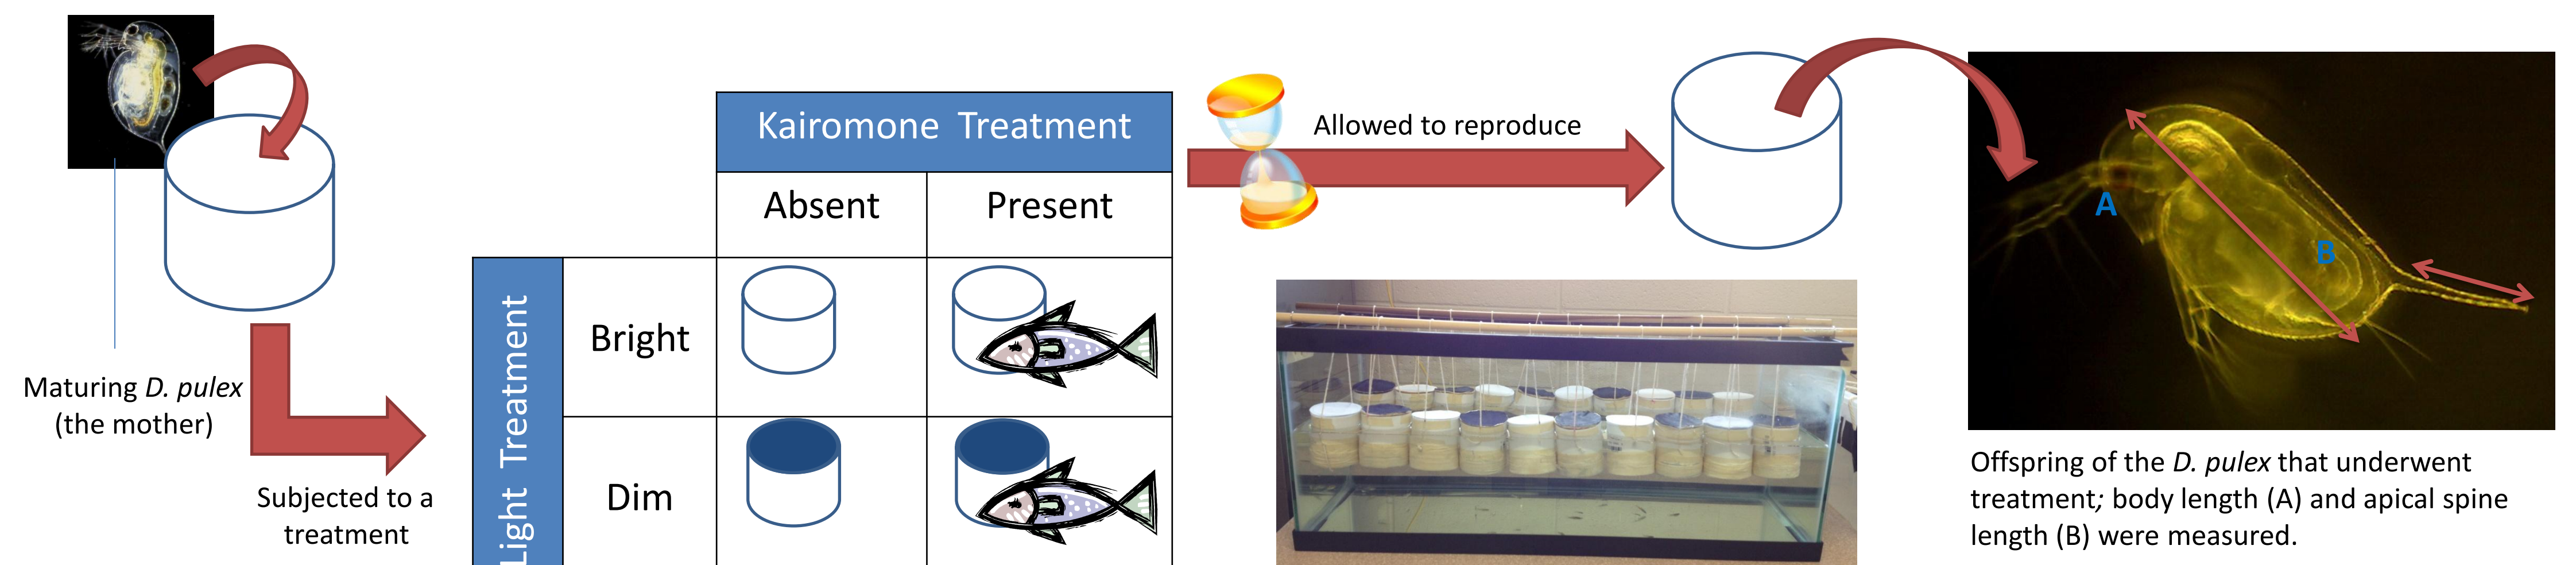 Maturing D. pulex
(the mother)
Subjected to a
treatment
Kairomone Treatment
Absent
Present
Light Treatment
Bright
Dim
Allowed to reproduce
A
B
Offspring of the D. pulex that underwent
treatment; body length (A) and apical spine
length (B) were measured.